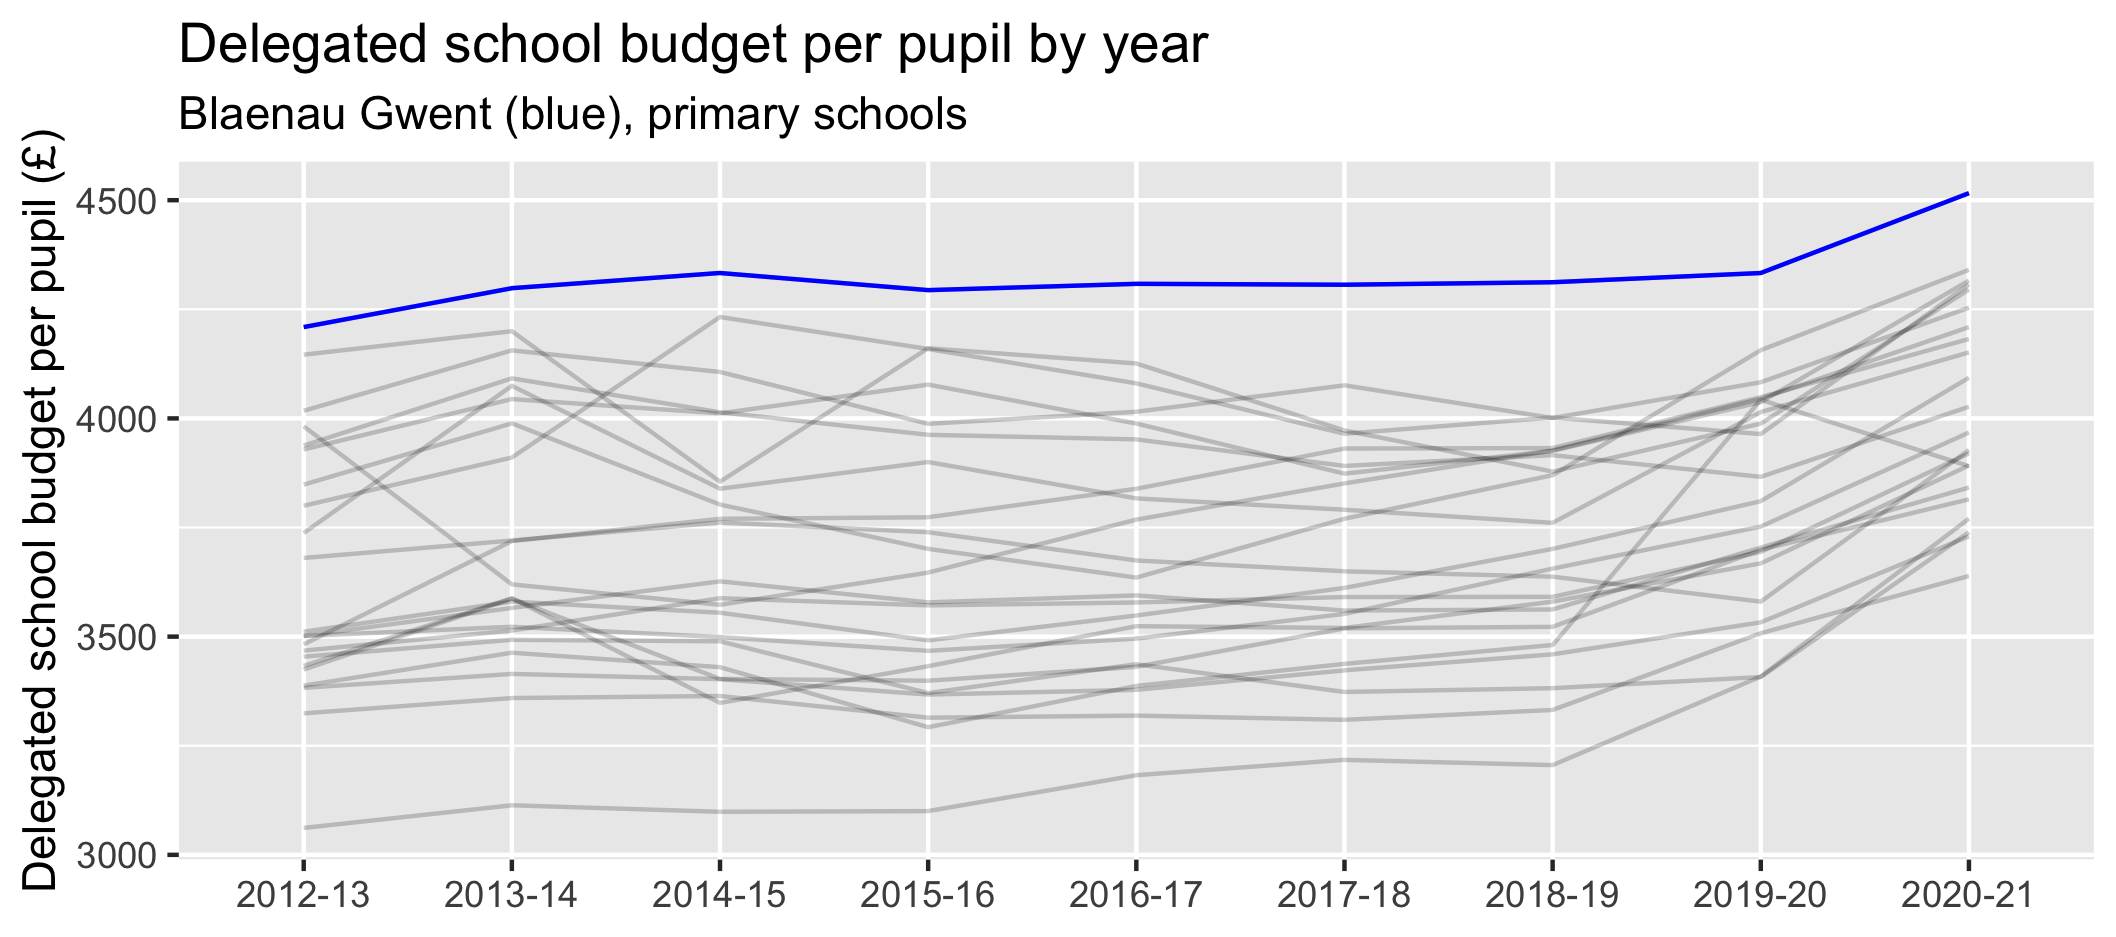 Delegated school budget per pupil by year
Blaenau Gwent (blue), primary schools
Delegated school budget per pupil (£)
4500
4000
3500
3000
2012-13 2013-14 2014-15 2015-16 2016-17 2017-18 2018-19 2019-20 2020-21